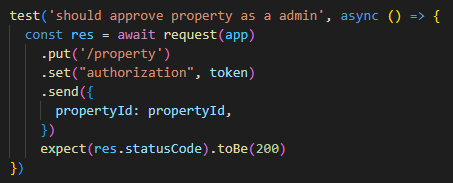 test('should approve property as a admin', async () => {
  const res = await request(app)
    .put('/property')
    .set("authorization", token)
    .send({
      propertyId: propertyId,
    })
    expect(res.statusCode).toBe(200)
})